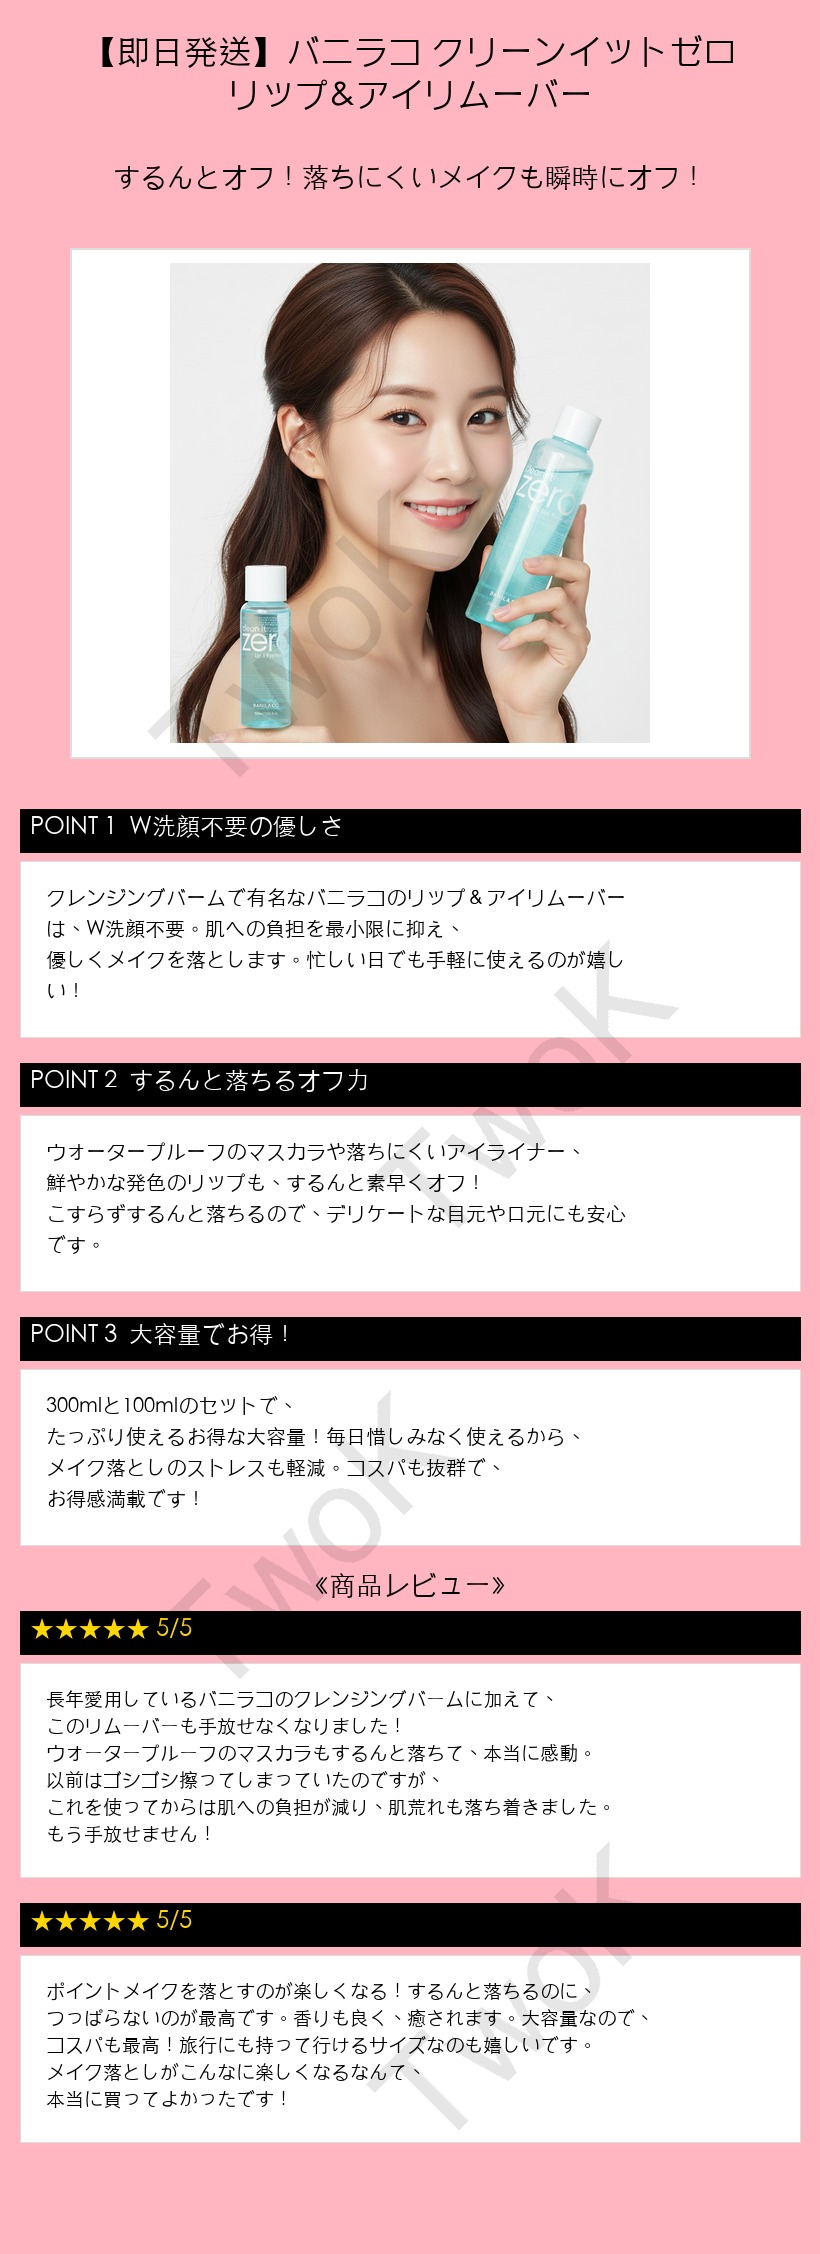 【即日発送】バニラコ クリーンイットゼロ
リップ&アイリムーバー
するんとオフ！落ちにくいメイクも瞬時にオフ！
clean it
zero
BANILA CO
clean it
zero
Lip & Eye
BANILA CO
TwoK
POINT 1 W洗顔不要の優しさ
クレンジングバームで有名なバニラコのリップ＆アイリムーバー
は、W洗顔不要。肌への負担を最小限に抑え、
優しくメイクを落とします。忙しい日でも手軽に使えるのが嬉し
い！
TwoK
POINT 2 するんと落ちるオフ力
ウォータープルーフのマスカラや落ちにくいアイライナー、
鮮やかな発色のリップも、するんと素早くオフ！
こすらずするんと落ちるので、デリケートな目元や口元にも安心
です。
POINT 3 大容量でお得！
300mlと100mlのセットで、
たっぷり使えるお得な大容量！毎日惜しみなく使えるから、
メイク落としのストレスも軽減。コスパも抜群で、
お得感満載です！
TwoK
《商品レビュー》
★★★★★ 5/5
長年愛用しているバニラコのクレンジングバームに加えて、
このリムーバーも手放せなくなりました！
ウォータープルーフのマスカラもするんと落ちて、本当に感動。
以前はゴシゴシ擦ってしまっていたのですが、
これを使ってからは肌への負担が減り、肌荒れも落ち着きました。
もう手放せません！
★★★★★ 5/5
ポイントメイクを落とすのが楽しくなる！するんと落ちるのに、
つっぱらないのが最高です。香りも良く、癒されます。大容量なので、
コスパも最高！旅行にも持って行けるサイズなのも嬉しいです。
メイク落としがこんなに楽しくなるなんて、
本当に買ってよかったです！
TwoK